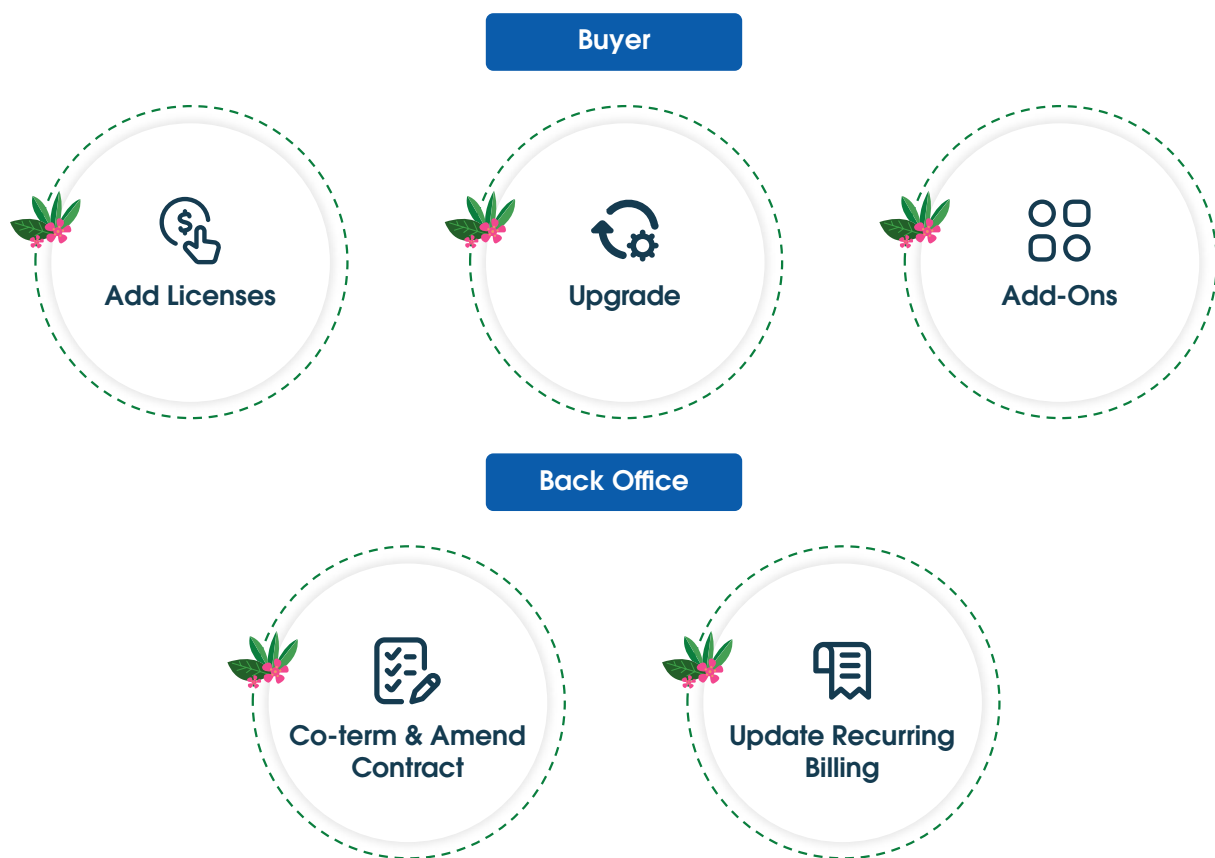 Buyer
$
Add Licenses
Upgrade
Add-Ons
Back Office
Co-term & Amend
Contract
Update Recurring
Billing